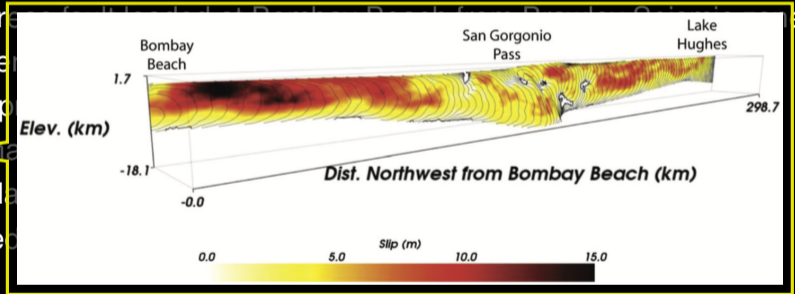 San Gorgonio
Pass
Lake
Hughes
Bombay
Beach
1.7
298.7
Elev. (km)
-18.1
Dist. Northwest from Bombay Beach (km)
-0.0
Slip (m)
0.0 5.0 10.0 15.0